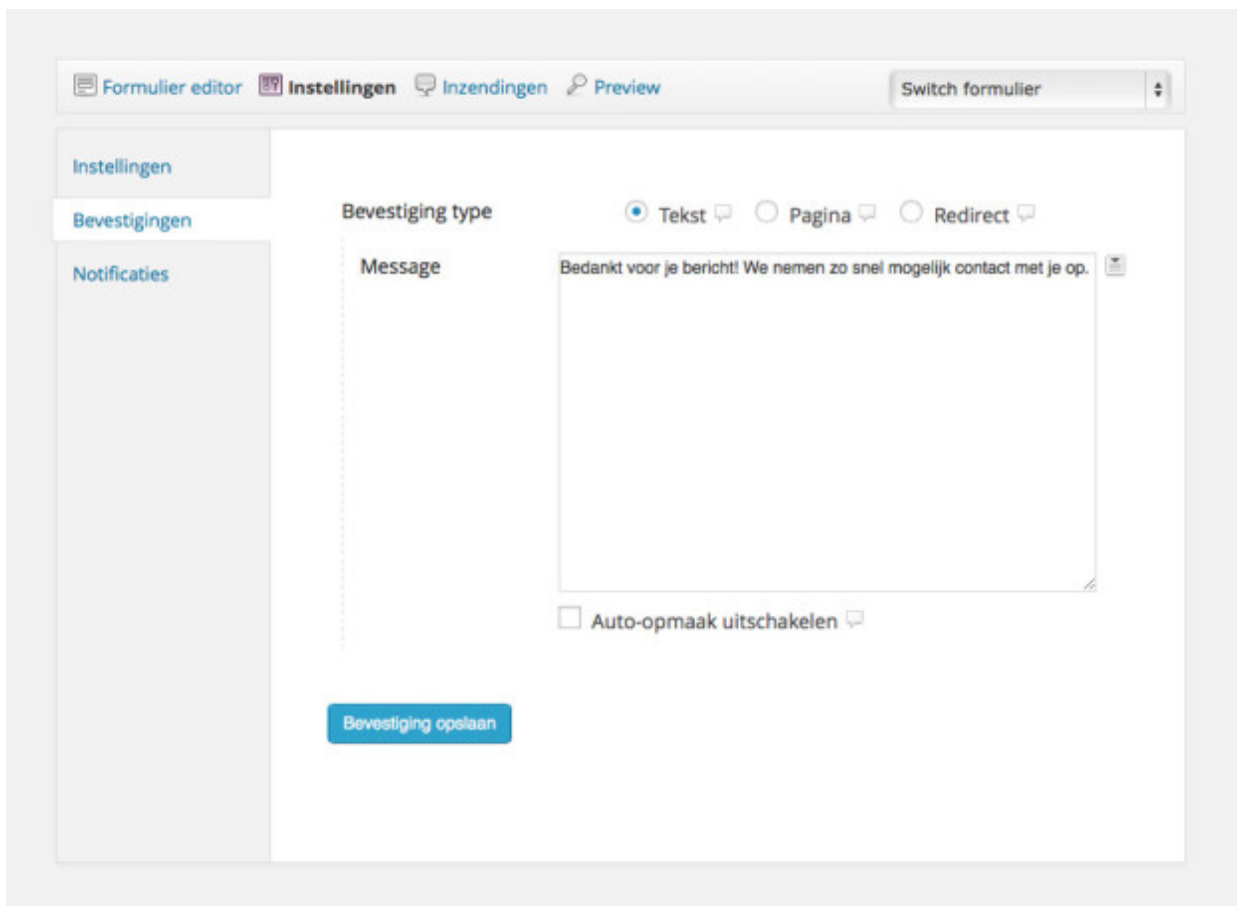 Formulier editor Instellingen Inzendingen Preview Switch formulier
Instellingen
Bevestigingen
Notificaties
Bevestiging type Tekst Pagina Redirect
Message
Bedankt voor je bericht! We nemen zo snel mogelijk contact met je op.
Auto-opmaak uitschakelen
Bevestiging opslaan